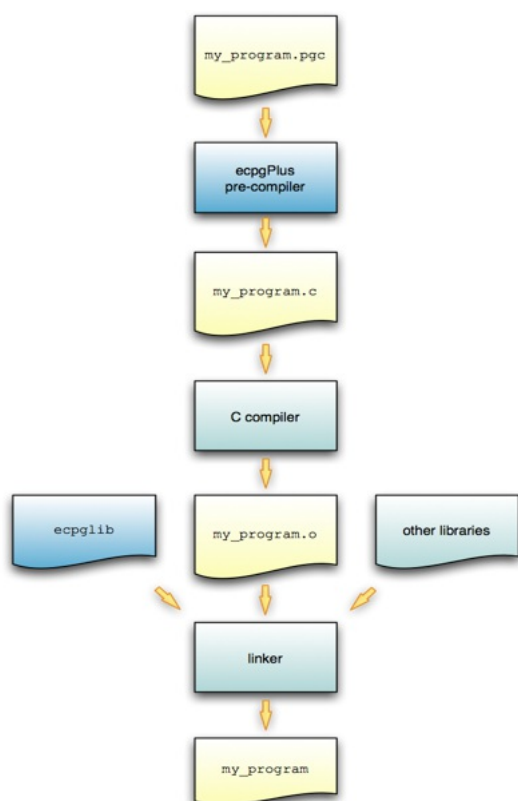 my_program.pgc
ecpgPlus
pre-compiler
my_program.c
C compiler
ecpglib
my_program.o
other libraries
linker
my_program